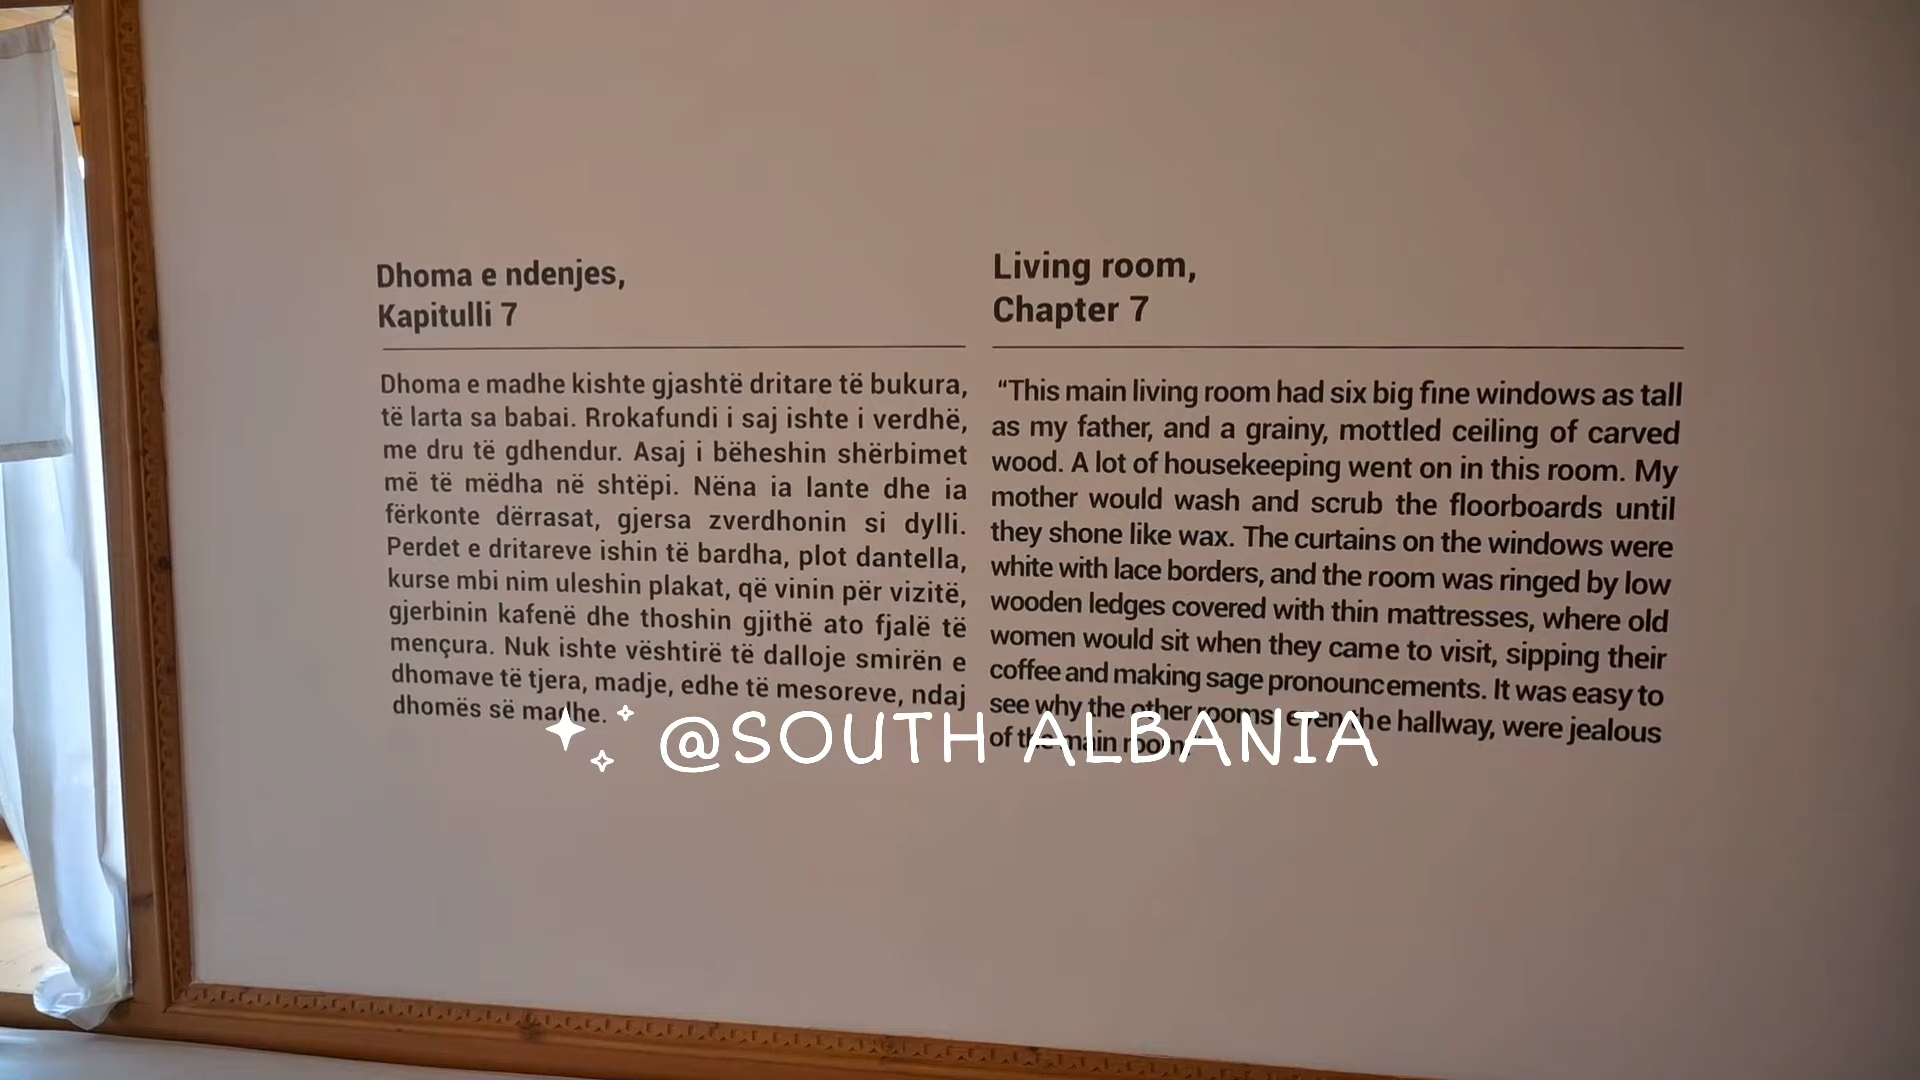 Dhoma e ndenjes,
Kapitulli 7
Dhoma e madhe kishte gjashtë dritare të bukura,
të larta sa babai. Rrokafundi i saj ishte i verdhë,
me dru të gdhendur. Asaj i bëheshin shërbimet
më të mëdha në shtëpi. Nëna ia lante dhe ia
fërkonte dërrasat, gjersa zverdhonin si dylli.
Perdet e dritareve ishin të bardha, plot dantella,
kurse mbi nim uleshin plakat, që vinin për vizitë,
gjerbinin kafenë dhe thoshin gjithë ato fjalë të
mençura. Nuk ishte vështirë të dalloje smirën e
dhomave të tjera, madje, edhe të mesoreve, ndaj
dhomës së madhe.
Living room,
Chapter 7
“This main living room had six big fine windows as tall
as my father, and a grainy, mottled ceiling of carved
wood. A lot of housekeeping went on in this room. My
mother would wash and scrub the floorboards until
they shone like wax. The curtains on the windows were
white with lace borders, and the room was ringed by low
wooden ledges covered with thin mattresses, where old
women would sit when they came to visit, sipping their
coffee and making sage pronouncements. It was easy to
see why the other rooms, even the hallway, were jealous
of the main room.”
@SOUTH ALBANIA